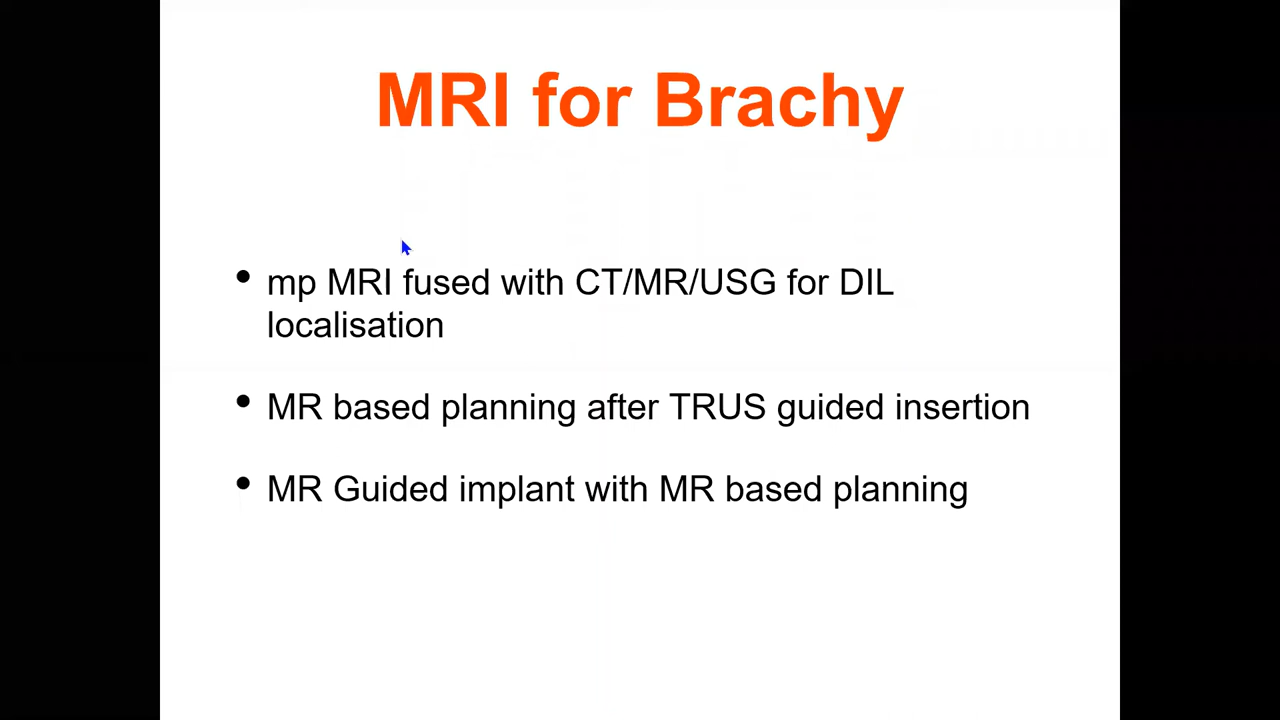 MRI for Brachy
• mp MRI fused with CT/MR/USG for DIL
localisation
• MR based planning after TRUS guided insertion
• MR Guided implant with MR based planning